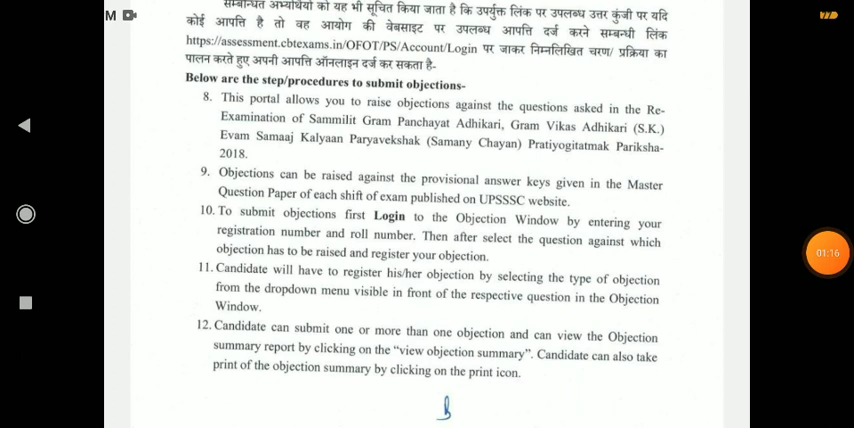 M
सम्बन्धित अभ्यर्थियों को यह भी सूचित किया जाता है कि उपर्युक्त लिंक पर उपलब्ध उत्तर कुंजी पर यदि
कोई आपत्ति है तो वह आयोग की वेबसाइट पर उपलब्ध आपत्ति दर्ज करने सम्बन्धी लिंक
https://assessment.cbtexams.in/OFOT/PS/Account/Login पर जाकर निम्नलिखित चरण/ प्रक्रिया का
पालन करते हुए अपनी आपत्ति ऑनलाइन दर्ज कर सकता है-
Below are the step/procedures to submit objections-
8. This portal allows you to raise objections against the questions asked in the Re-
Examination of Sammilit Gram Panchayat Adhikari, Gram Vikas Adhikari (S.K.)
Evam Samaaj Kalyaan Paryavekshak (Samany Chayan) Pratiyogitatmak Pariksha-
2018.
9. Objections can be raised against the provisional answer keys given in the Master
Question Paper of each shift of exam published on UPSSSC website.
10. To submit objections first Login to the Objection Window by entering your
registration number and roll number. Then after select the question against which
objection has to be raised and register your objection.
11. Candidate will have to register his/her objection by selecting the type of objection
from the dropdown menu visible in front of the respective question in the Objection
Window.
12. Candidate can submit one or more than one objection and can view the Objection
summary report by clicking on the “view objection summary”. Candidate can also take
print of the objection summary by clicking on the print icon.
01:16